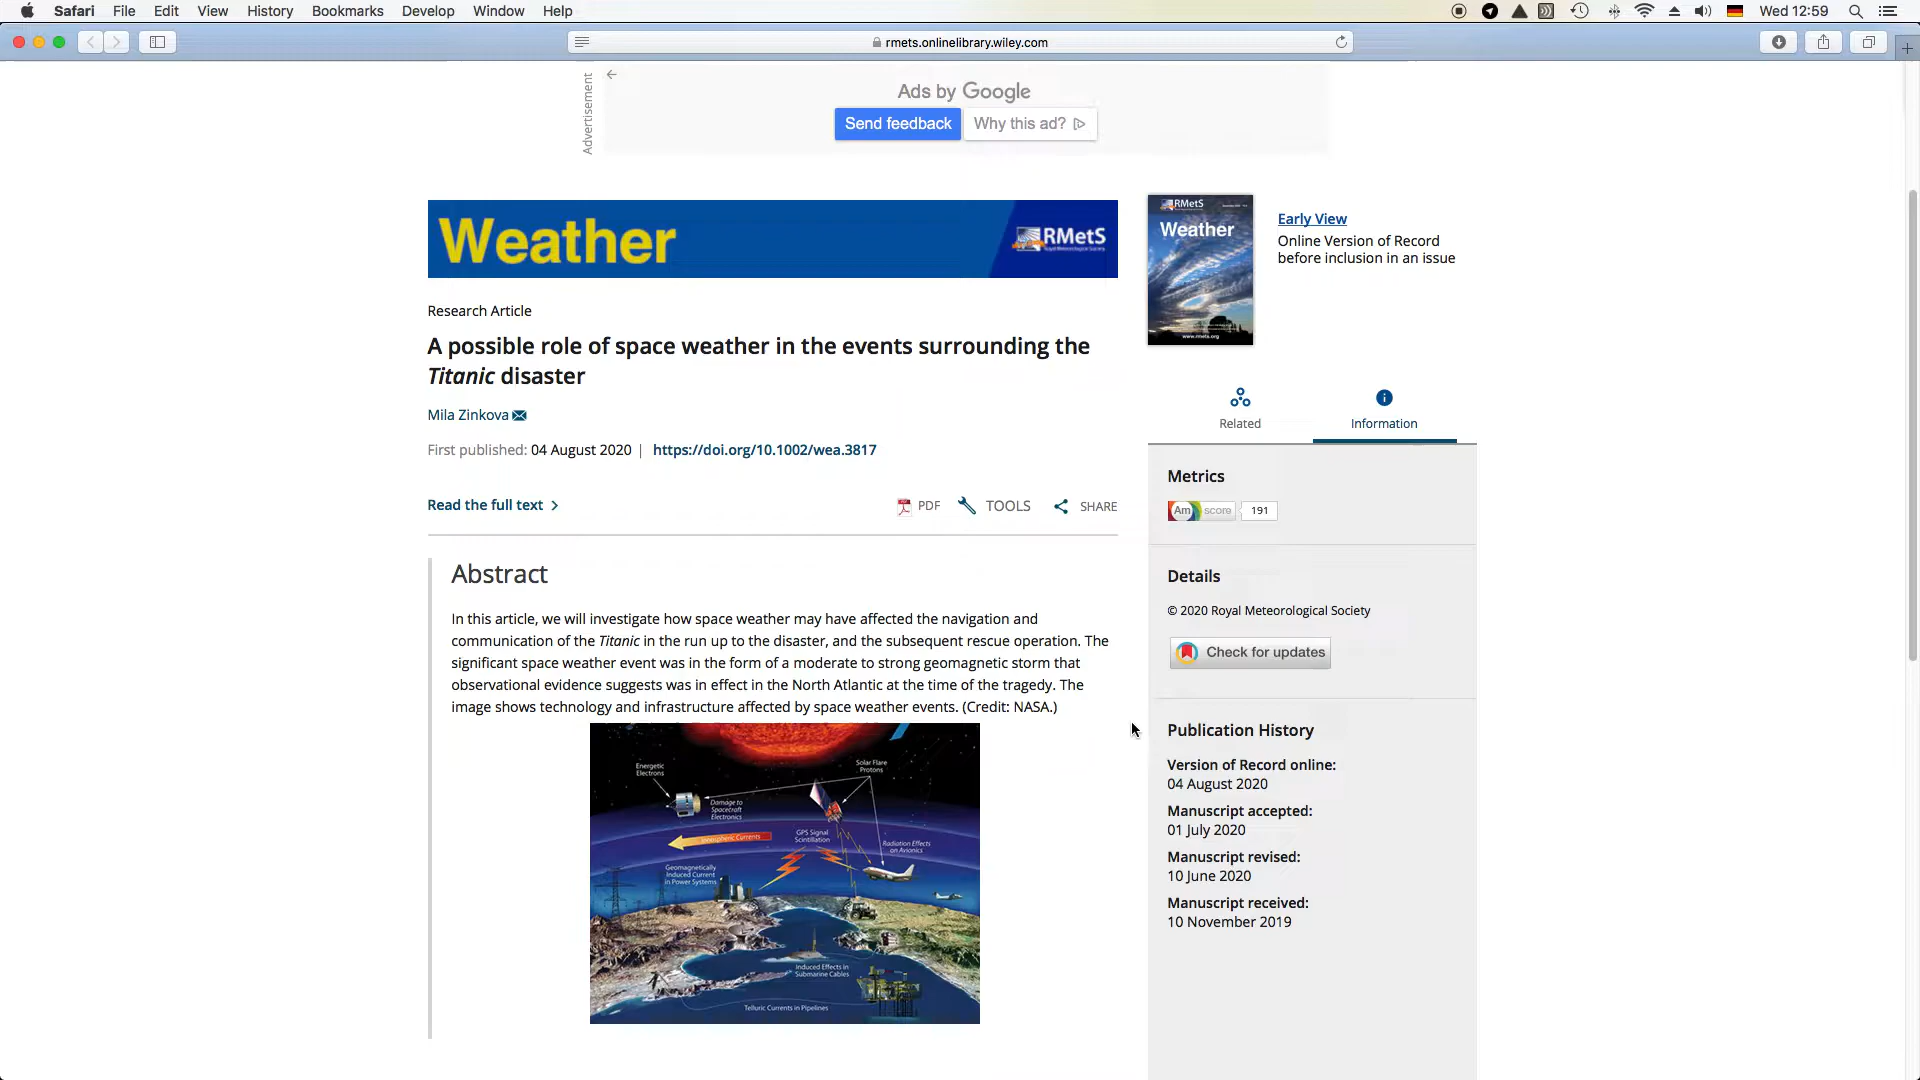 Safari File Edit View History Bookmarks Develop Window Help Wed 12:59
rmets.onlinelibrary.wiley.com
Advertisement
Ads by Google
Send feedback Why this ad?
Weather RMetS
Royal Meteorological Society
RMetS
Weather
www.rmets.org
Early View
Online Version of Record
before inclusion in an issue
Research Article
A possible role of space weather in the events surrounding the
Titanic disaster
Mila Zinkova
First published: 04 August 2020 | https://doi.org/10.1002/wea.3817
Read the full text
PDF TOOLS SHARE
Abstract
In this article, we will investigate how space weather may have affected the navigation and
communication of the Titanic in the run up to the disaster, and the subsequent rescue operation. The
significant space weather event was in the form of a moderate to strong geomagnetic storm that
observational evidence suggests was in effect in the North Atlantic at the time of the tragedy. The
image shows technology and infrastructure affected by space weather events. (Credit: NASA.)
Energetic
Electrons
Solar Flare
Protons
Damage to
Spacecraft
Electronics
Ionospheric Currents
GPS Signal
Scintillation
Radiation Effects
on Avionics
Geomagnetically
Induced Current
in Power Systems
Induced Effects in
Submarine Cables
Telluric Currents in Pipelines
Related
Information
Metrics
Am score 191
Details
© 2020 Royal Meteorological Society
Check for updates
Publication History
Version of Record online:
04 August 2020
Manuscript accepted:
01 July 2020
Manuscript revised:
10 June 2020
Manuscript received:
10 November 2019